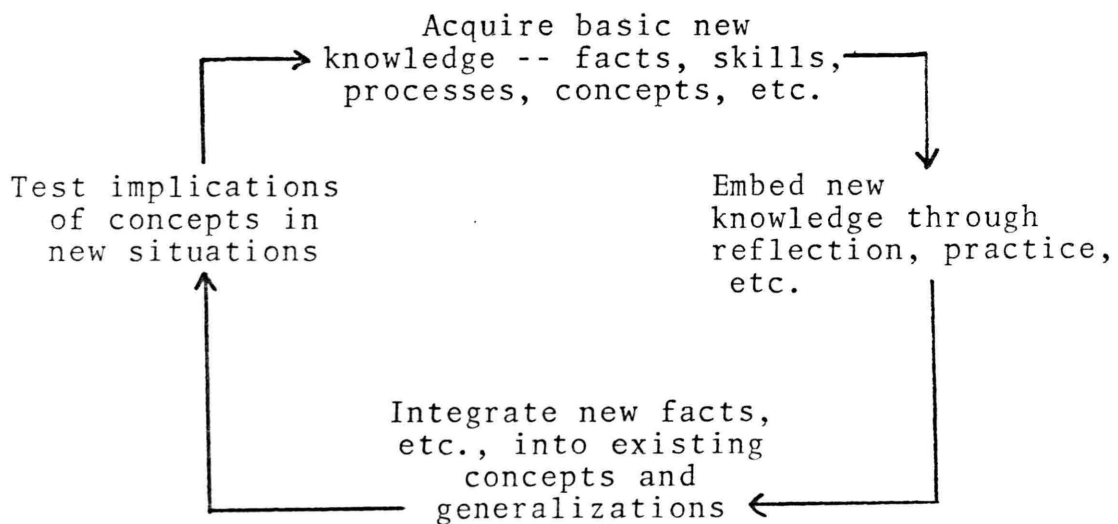 Acquire basic new
knowledge -- facts, skills,
processes, concepts, etc.
Embed new
knowledge through
reflection, practice,
etc.
Integrate new facts,
etc., into existing
concepts and
generalizations
Test implications
of concepts in
new situations